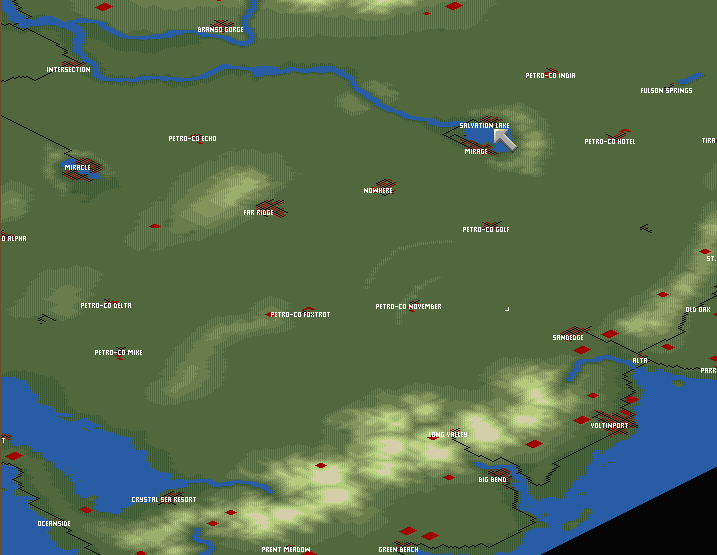 BRANSO GORGE
INTERSECTION
PETRO-CO INDIA
FULSON SPRINGS
SALVATION LAKE
PETRO-CO ECHO
PETRO-CO HOTEL
TIRA
MIRAGE
MIRACLE
NOWHERE
FAR RIDGE
PETRO-CO GOLF
O ALPHA
ST.
PETRO-CO DELTA
PETRO-CO NOVEMBER
OLD OAK
PETRO-CO FOXTROT
SANDEDGE
PETRO-CO MIKE
ALTA
PARR
VOLTINPORT
LONG VALLEY
T
BIG BEND
CRYSTAL SEA RESORT
OCEANSIDE
PRENT MEADOW
GREEN BEACH